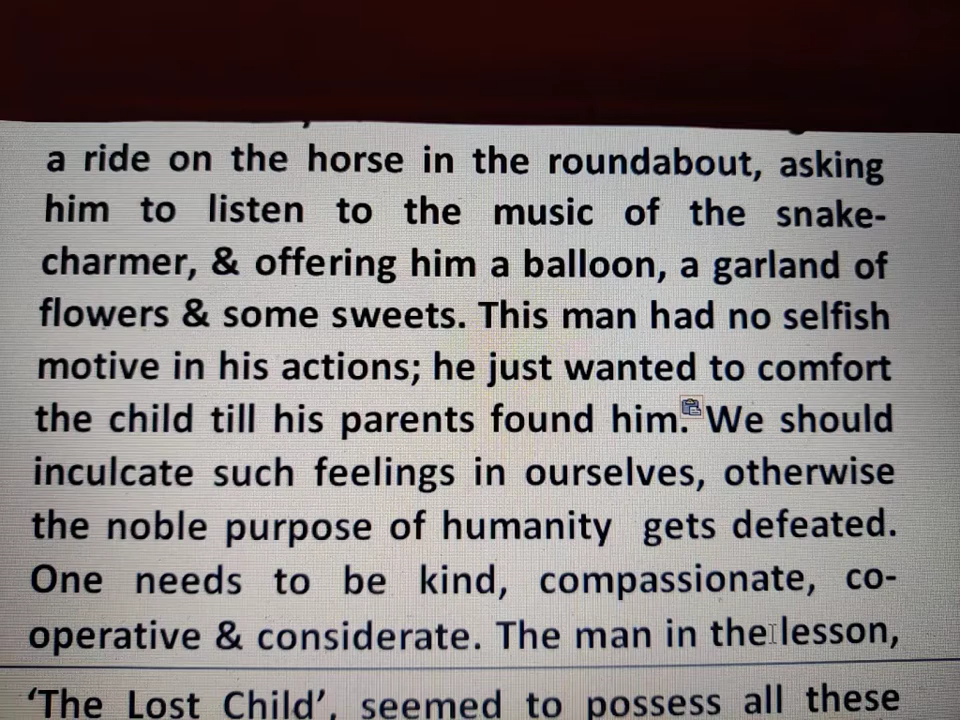 a ride on the horse in the roundabout, asking
him to listen to the music of the snake-
charmer, & offering him a balloon, a garland of
flowers & some sweets. This man had no selfish
motive in his actions; he just wanted to comfort
the child till his parents found him. We should
inculcate such feelings in ourselves, otherwise
the noble purpose of humanity gets defeated.
One needs to be kind, compassionate, co-
operative & considerate. The man in the lesson,
‘The Lost Child’, seemed to possess all these